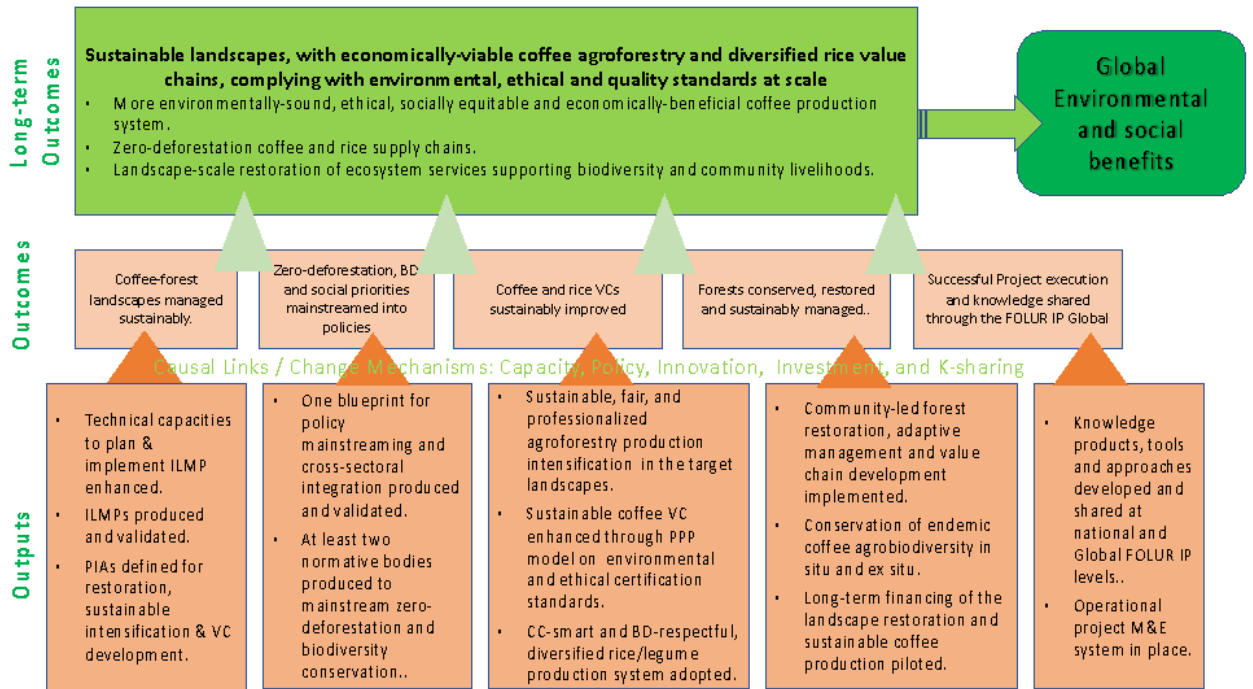 Long-term
Outcomes
Sustainable landscapes, with economically-viable coffee agroforestry and diversified rice value
chains, complying with environmental, ethical and quality standards at scale
• More environmentally-sound, ethical, socially equitable and economically-beneficial coffee production
system.
• Zero-deforestation coffee and rice supply chains.
• Landscape-scale restoration of ecosystem services supporting biodiversity and community livelihoods.
Global
Environmental
and social
benefits
Outcomes
Coffee-forest
landscapes managed
sustainably.
Zero-deforestation, BD
and social priorities
mainstreamed into
policies
Coffee and rice VCs
sustainably improved
Forests conserved, restored
and sustainably managed..
Successful Project execution
and knowledge shared
through the FOLUR IP Global
Causal Links / Change Mechanisms: Capacity, Policy, Innovation, Investment, and K-sharing
Outputs
• Technical capacities
to plan &
implement ILMP
enhanced.
• ILMPs produced
and validated.
• PIAs defined for
restoration,
sustainable
intensification & VC
development.
• One blueprint for
policy
mainstreaming and
cross-sectoral
integration produced
and validated.
• At least two
normative bodies
produced to
mainstream zero-
deforestation and
biodiversity
conservation..
• Sustainable, fair, and
professionalized
agroforestry production
intensification in the target
landscapes.
• Sustainable coffee VC
enhanced through PPP
model on environmental
and ethical certification
standards.
• CC-smart and BD-respectful,
diversified rice/legume
production system adopted.
• Community-led forest
restoration, adaptive
management and value
chain development
implemented.
• Conservation of endemic
coffee agrobiodiversity in
situ and ex situ.
• Long-term financing of the
landscape restoration and
sustainable coffee
production piloted.
• Knowledge
products, tools
and approaches
developed and
shared at
national and
Global FOLUR IP
levels..
• Operational
project M&E
system in place.